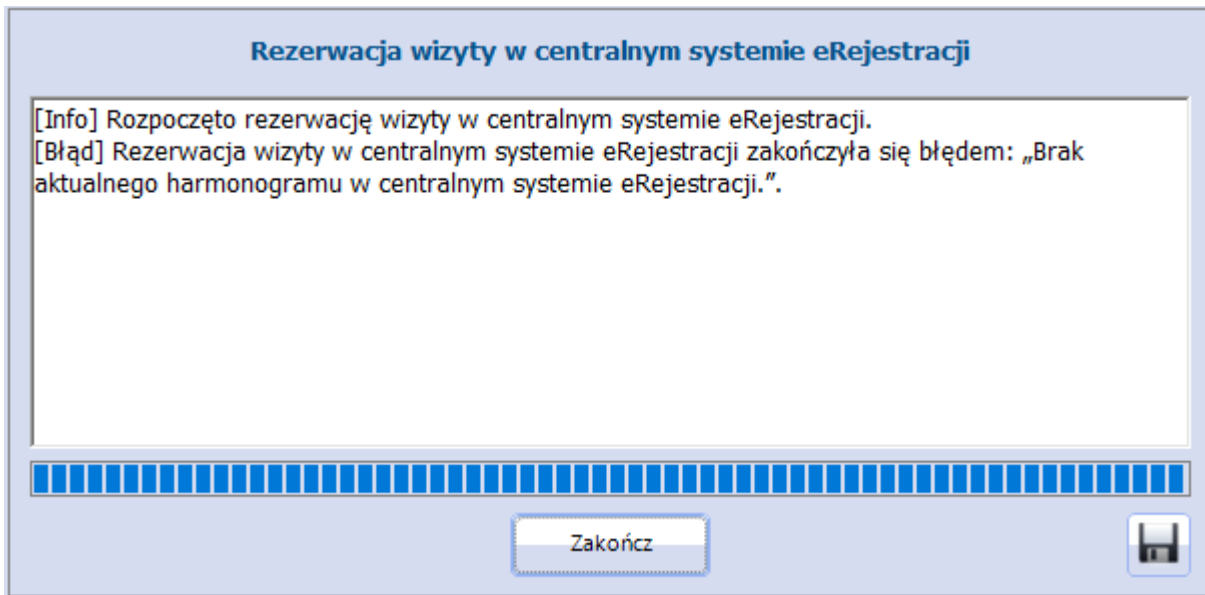 Rezerwacja wizyty w centralnym systemie eRejestracji
[Info] Rozpoczęto rezerwację wizyty w centralnym systemie eRejestracji.
[Błąd] Rezerwacja wizyty w centralnym systemie eRejestracji zakończyła się błędem: „Brak
aktualnego harmonogramu w centralnym systemie eRejestracji.”.
Zakończ